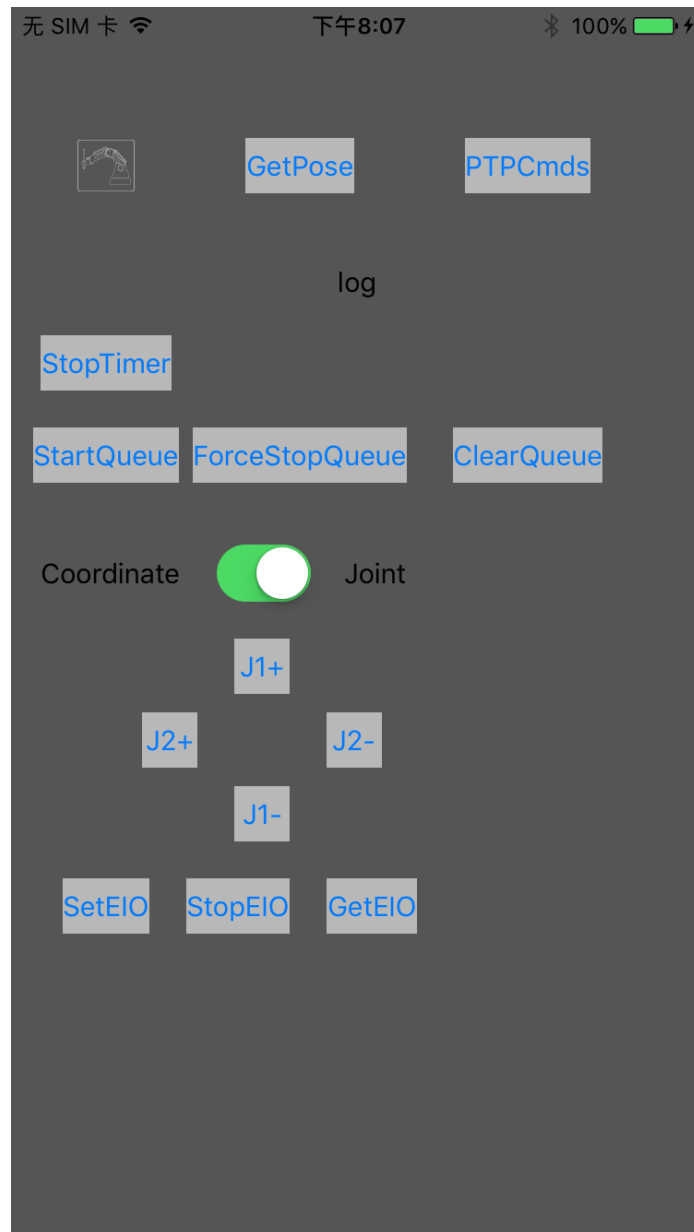 无 SIM 卡 下午8:07 100%
GetPose PTPCmds
log
StopTimer
StartQueue ForceStopQueue ClearQueue
Coordinate Joint
J1+
J2+ J2-
J1-
SetEIO StopEIO GetEIO